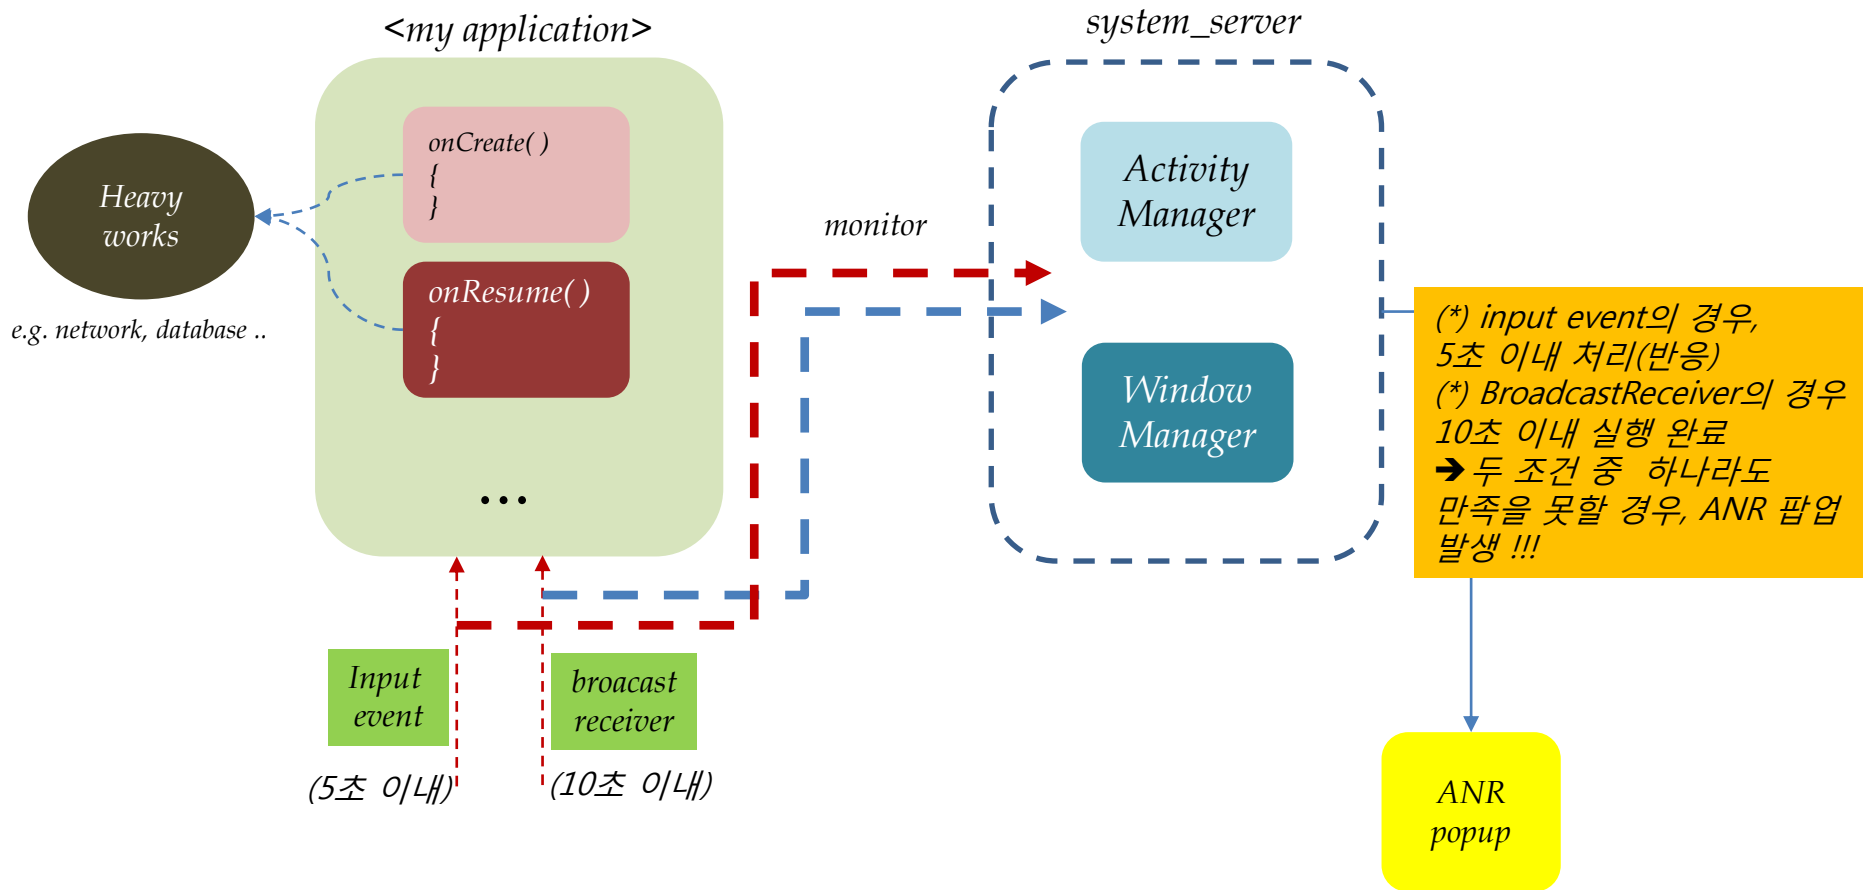 <my application>
system_server
onCreate( )
{
}
Heavy
works
e.g. network, database ..
onResume( )
{
}
...
monitor
Activity
Manager
Window
Manager
(*) input event의 경우,
5초 이내 처리(반응)
(*) BroadcastReceiver의 경우
10초 이내 실행 완료
➔ 두 조건 중 하나라도
만족을 못할 경우, ANR 팝업
발생 !!!
Input
event
(5초 이내)
broacast
receiver
(10초 이내)
ANR
popup